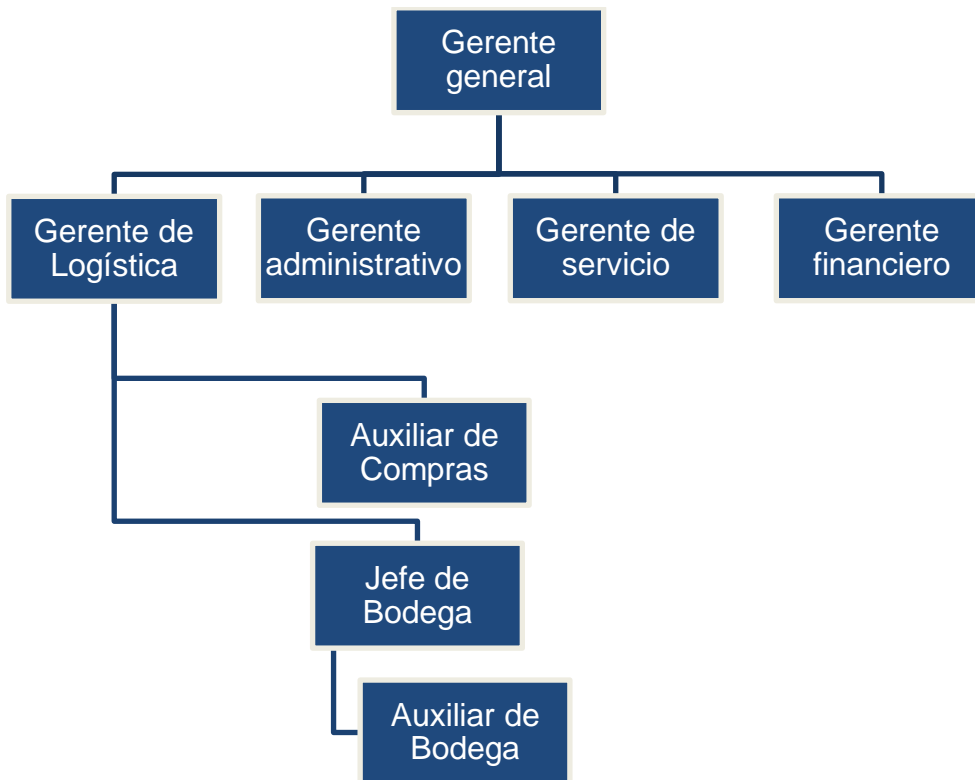 Gerente
general
Gerente de
Logística
Gerente
administrativo
Gerente de
servicio
Gerente
financiero
Auxiliar de
Compras
Jefe de
Bodega
Auxiliar de
Bodega